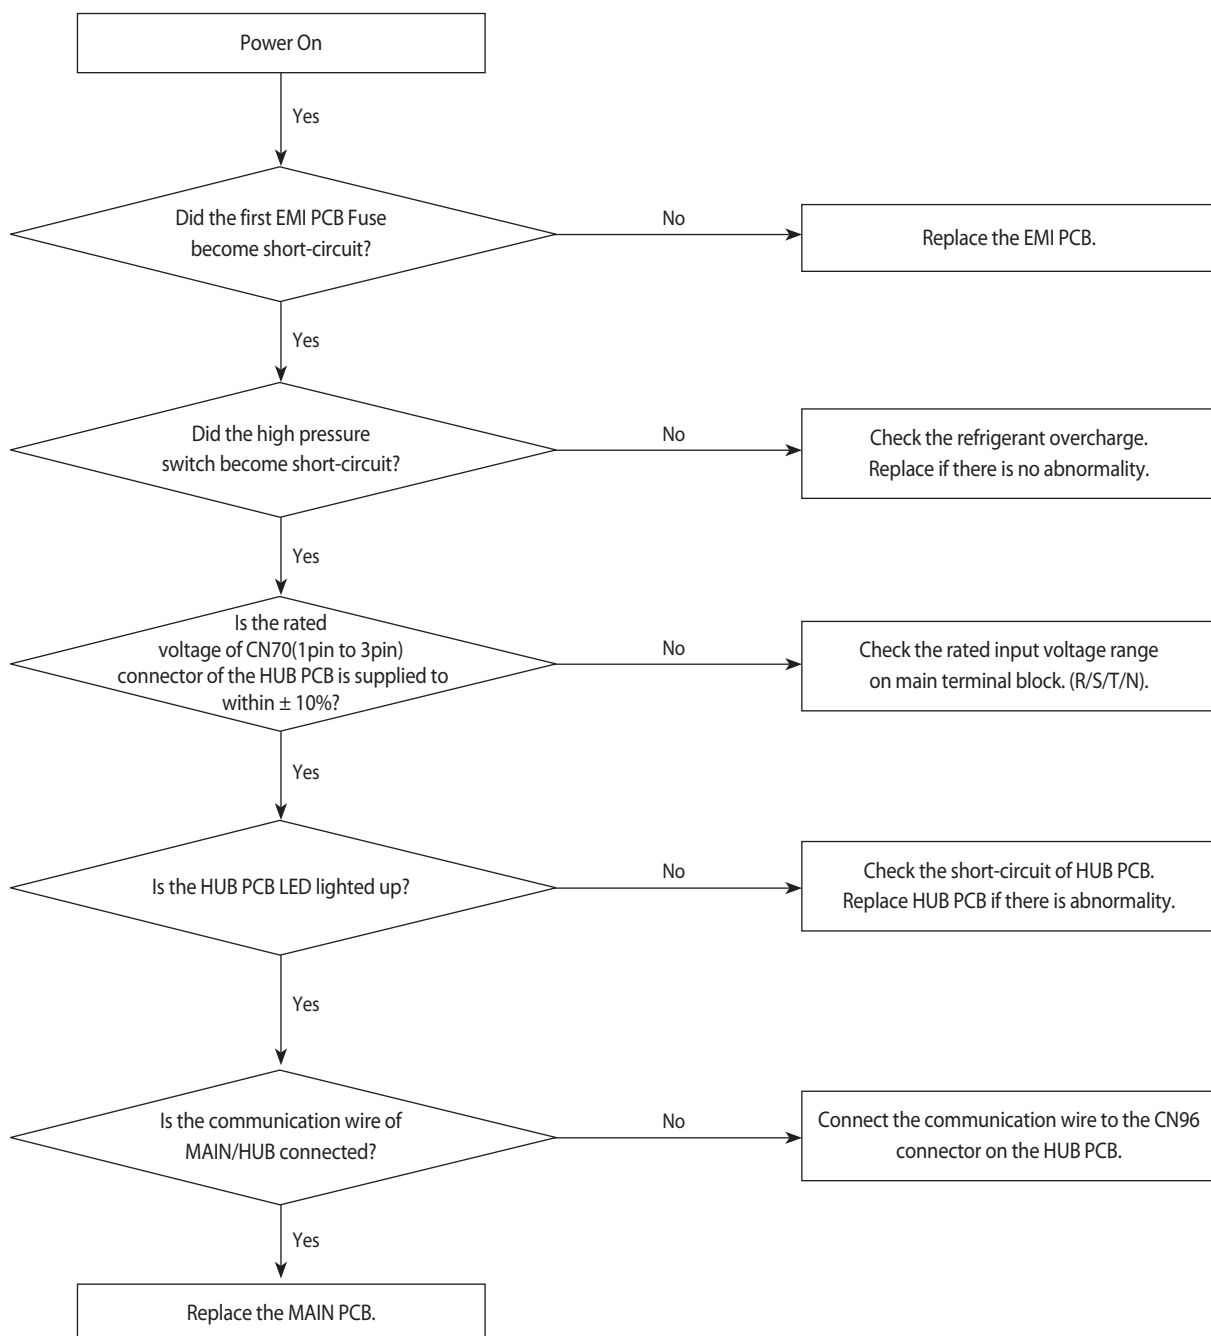 Power On
Yes
Did the first EMI PCB Fuse
become short-circuit?
No
Replace the EMI PCB.
Yes
Did the high pressure
switch become short-circuit?
No
Check the refrigerant overcharge.
Replace if there is no abnormality.
Yes
Is the rated
voltage of CN70(1pin to 3pin)
connector of the HUB PCB is supplied to
within ± 10%?
No
Check the rated input voltage range
on main terminal block. (R/S/T/N).
Yes
Is the HUB PCB LED lighted up?
No
Check the short-circuit of HUB PCB.
Replace HUB PCB if there is abnormality.
Yes
Is the communication wire of
MAIN/HUB connected?
No
Connect the communication wire to the CN96
connector on the HUB PCB.
Yes
Replace the MAIN PCB.